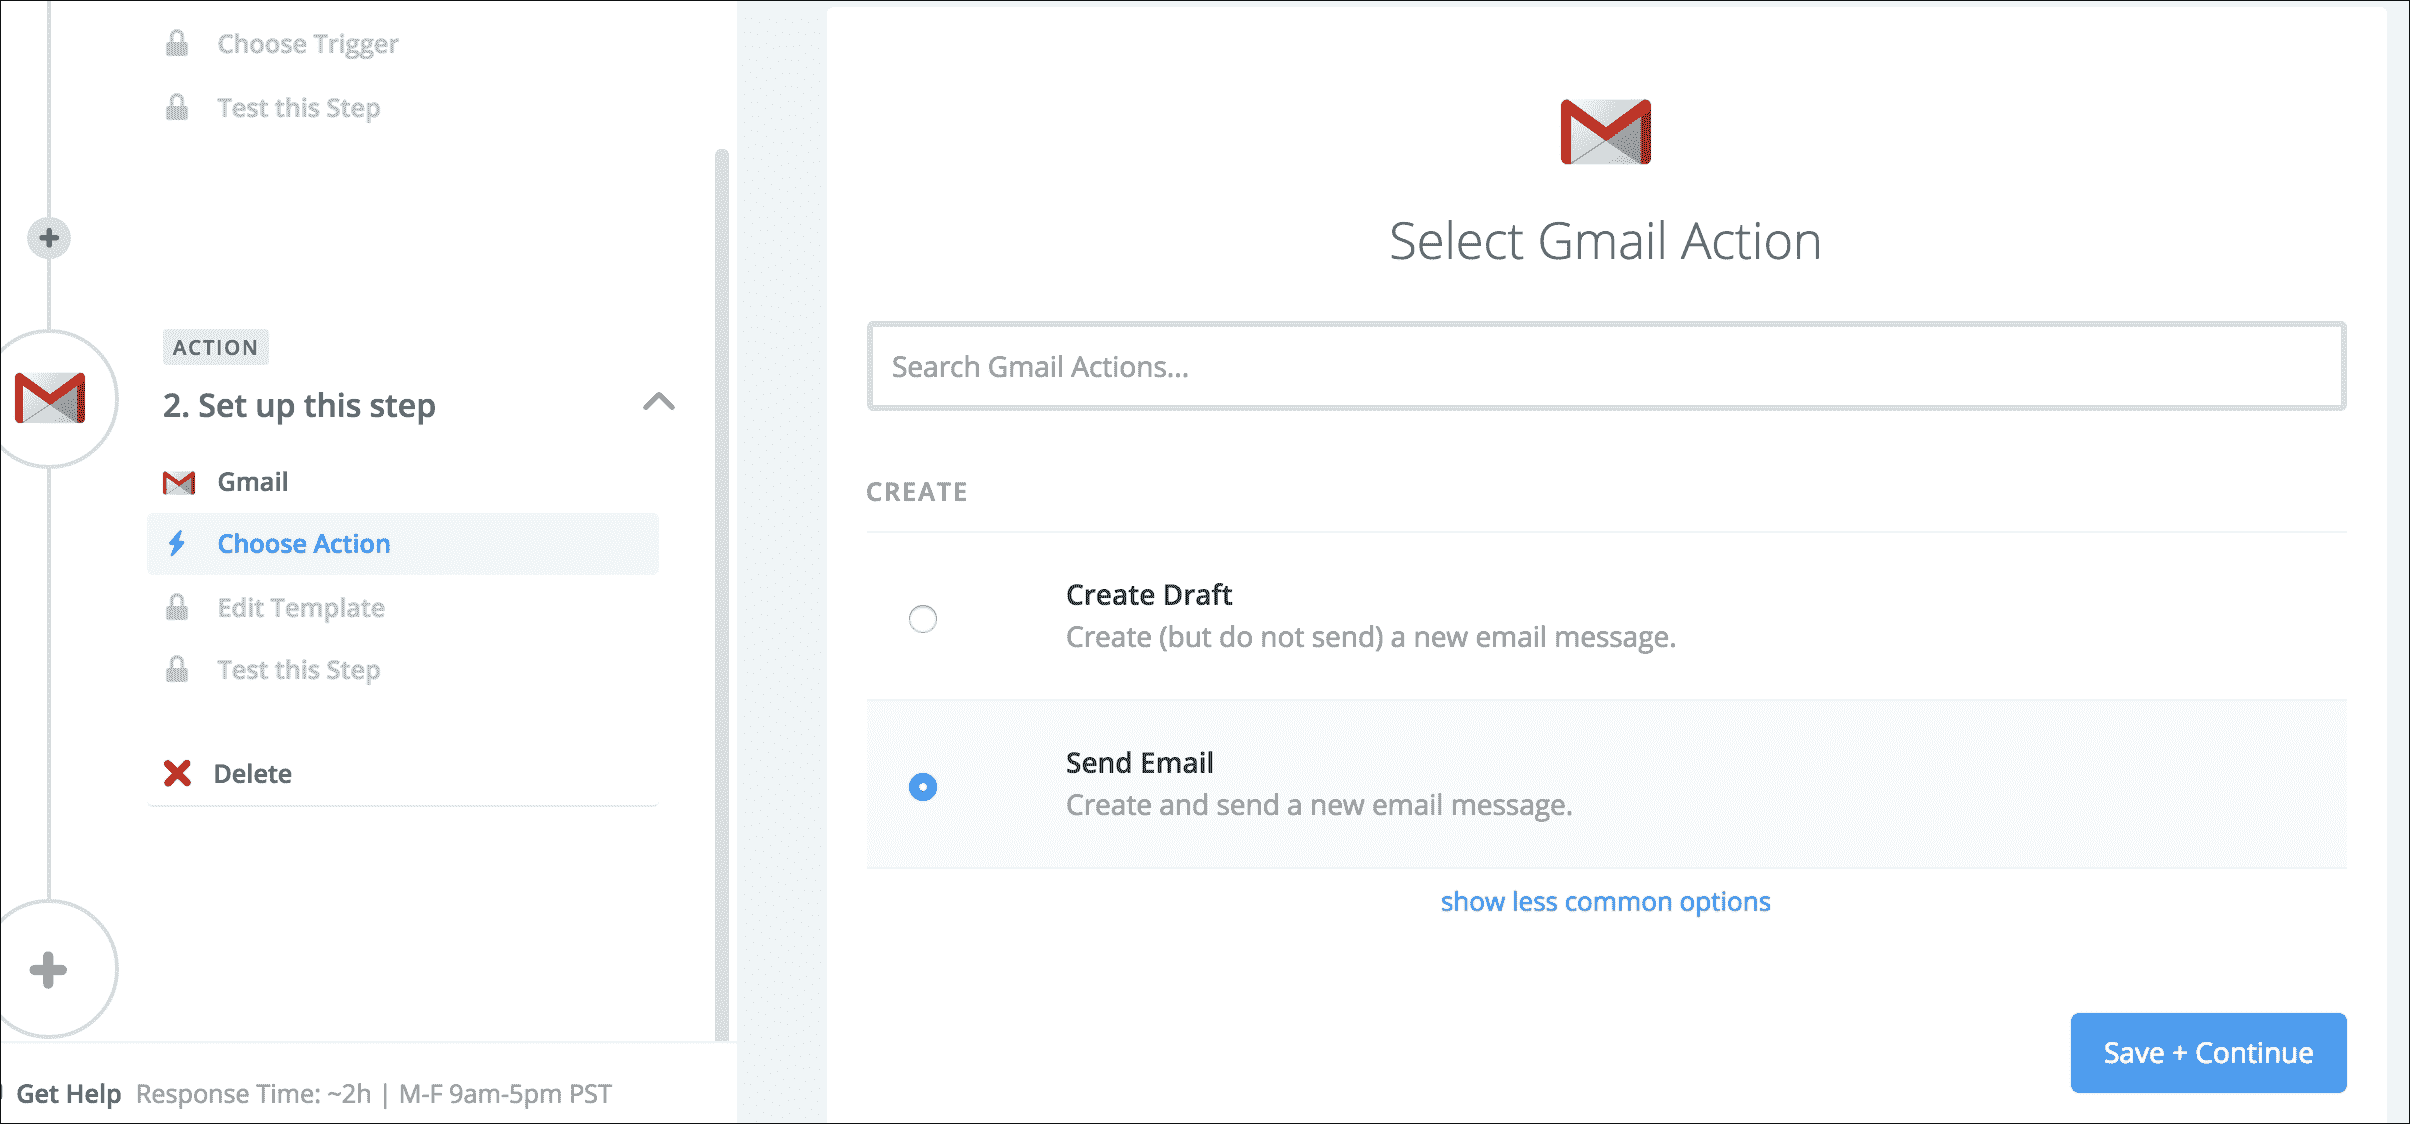 Choose Trigger
Test this Step
ACTION
2. Set up this step
Gmail
Choose Action
Edit Template
Test this Step
Delete
Get Help Response Time: ~2h | M-F 9am-5pm PST
Select Gmail Action
Search Gmail Actions...
CREATE
Create Draft
Create (but do not send) a new email message.
Send Email
Create and send a new email message.
show less common options
Save + Continue